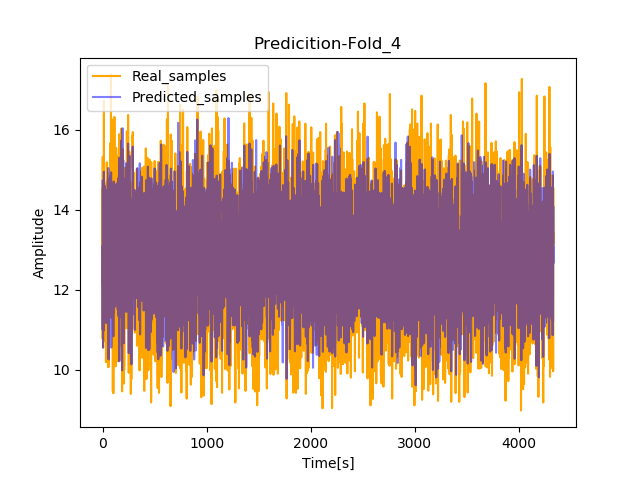 Predicition-Fold_4
Real_samples
Predicted_samples
16
14
12
10
Amplitude
0 1000 2000 3000 4000
Time[s]